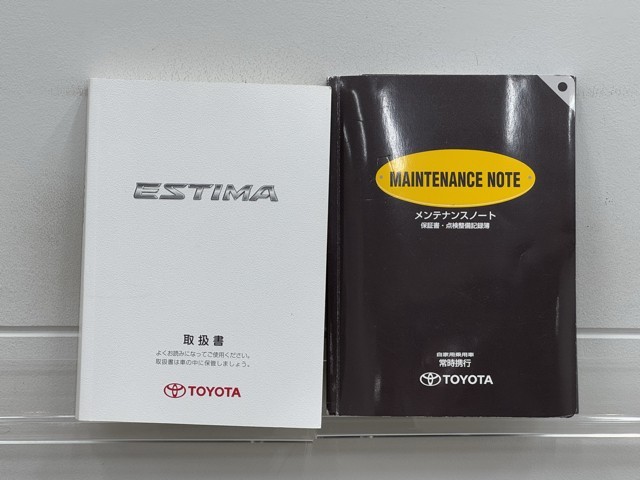 ESTIMA
取扱書
よくお読みになってご使用ください。
取扱書は車の中に保管しましょう。
TOYOTA
MAINTENANCE NOTE
メンテナンスノート
保証書・点検整備記録簿
自家用乗用車
常時携行
TOYOTA